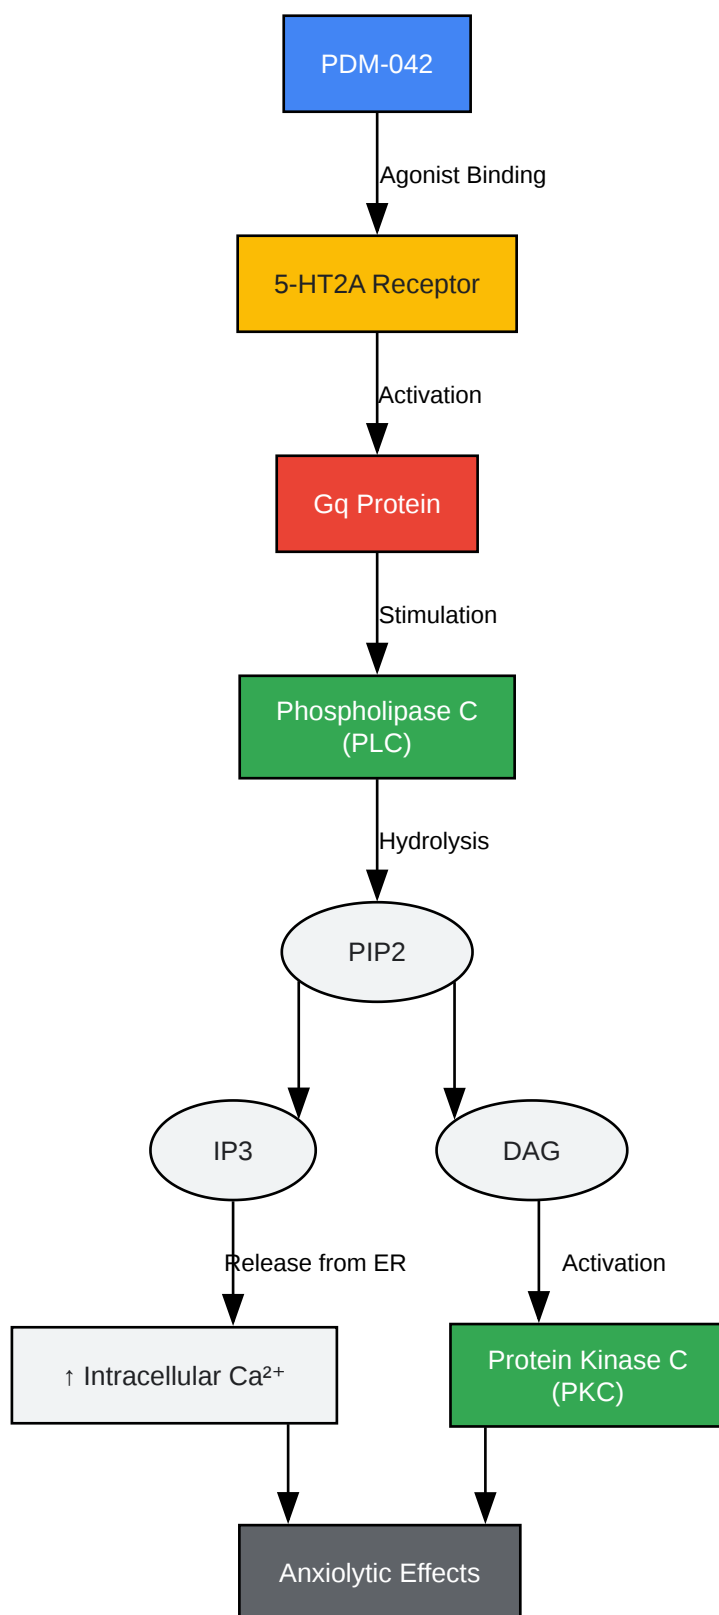 PDM-042
Agonist Binding
5-HT2A Receptor
Activation
Gq Protein
Stimulation
Phospholipase C
(PLC)
Hydrolysis
PIP2
IP3
DAG
Release from ER
Activation
↑ Intracellular Ca²⁺
Protein Kinase C
(PKC)
Anxiolytic Effects